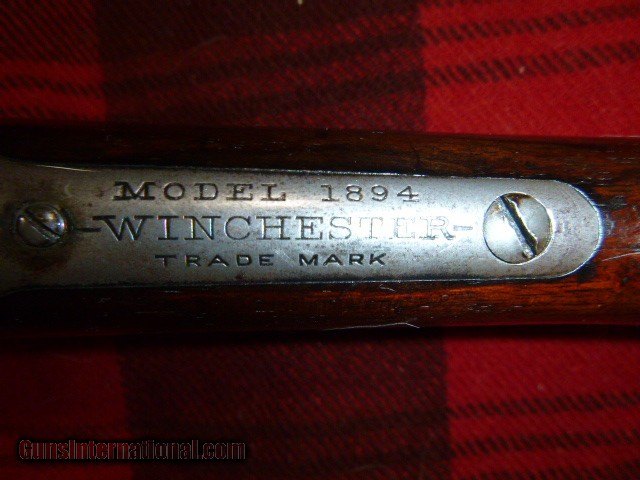 MODEL 1894
-WINCHESTER-
TRADE MARK
GunsInternational.com